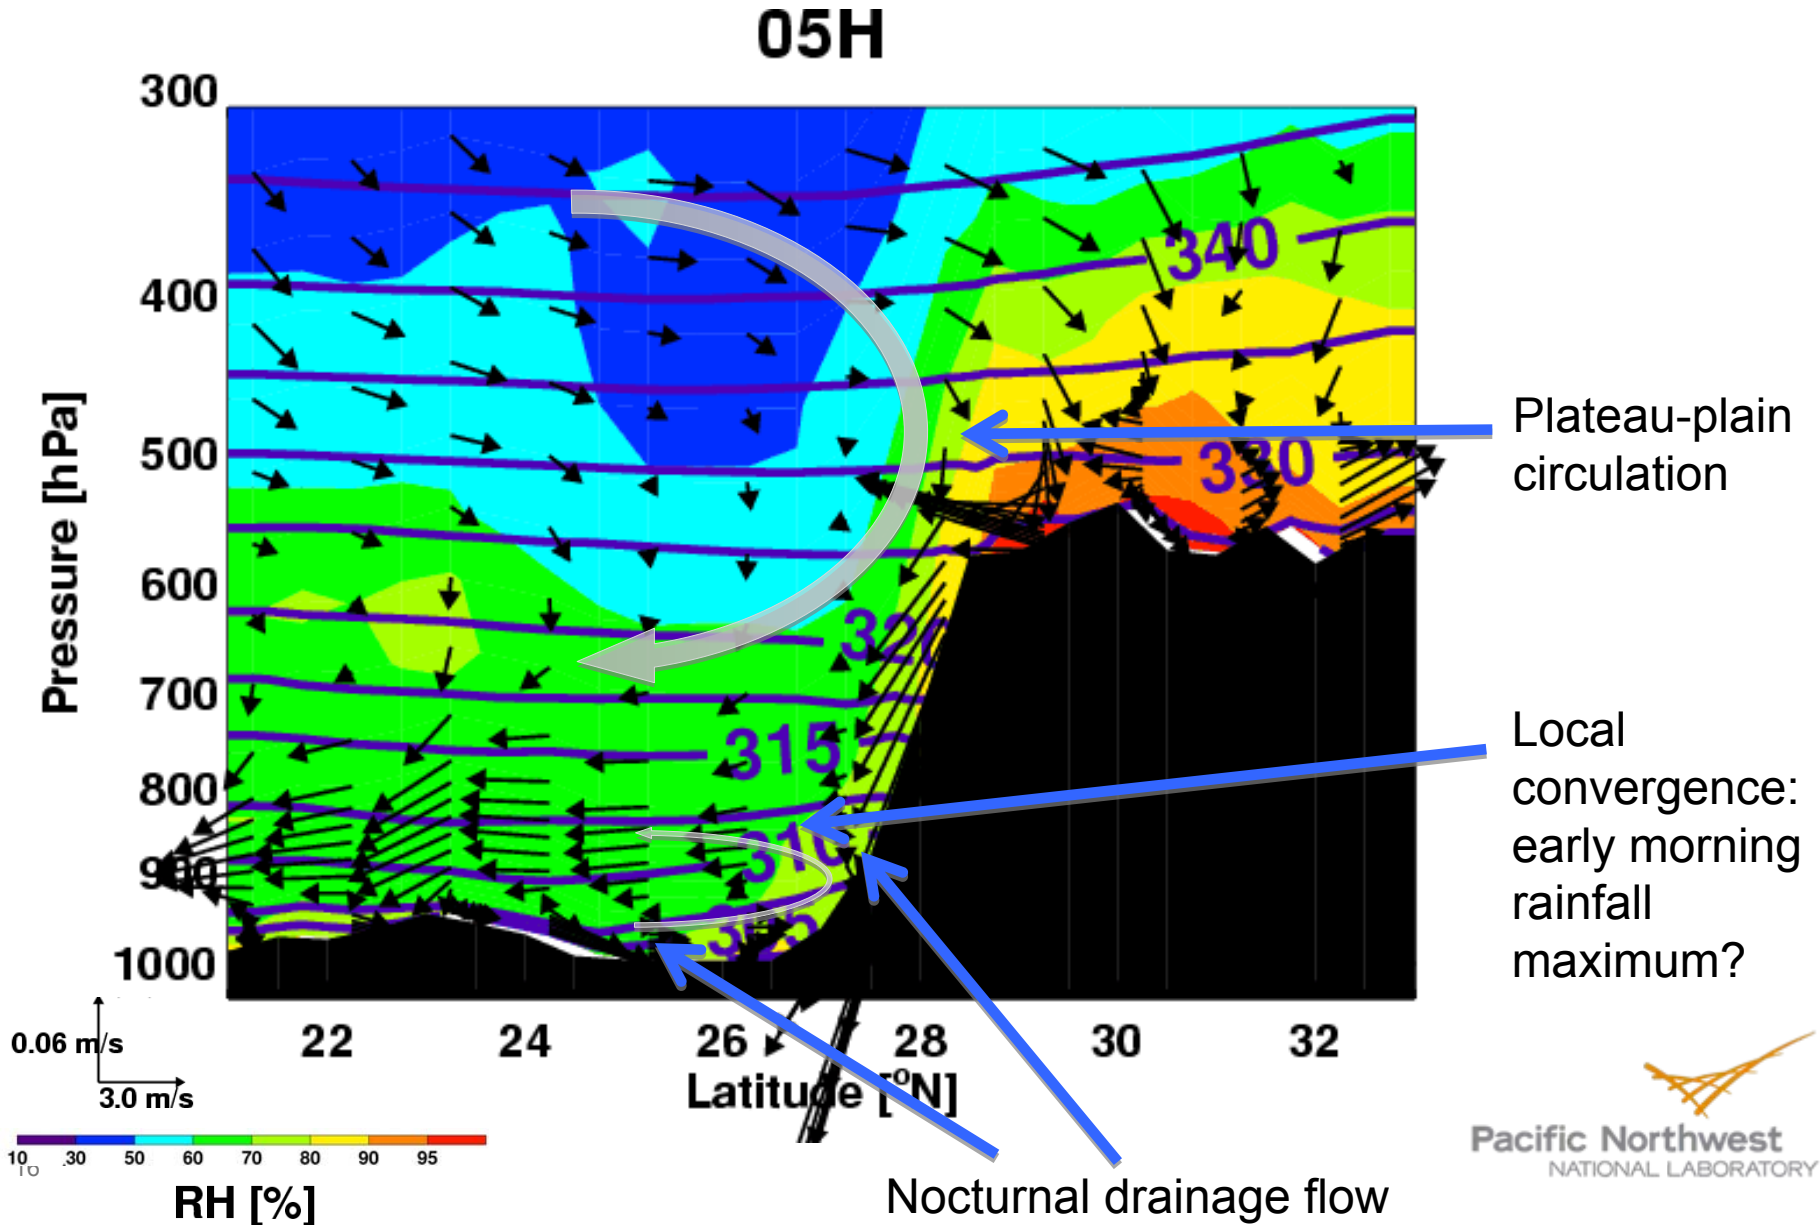 05H
300
400
500
600
700
800
900
1000
Pressure [hPa]
340
330
320
315
310
305
Plateau-plain
circulation
Local
convergence:
early morning
rainfall
maximum?
22 24 26 28 30 32
Latitude [°N]
0.06 m/s
3.0 m/s
10 30 50 60 70 80 90 95
16
RH [%]
Nocturnal drainage flow
Pacific Northwest
NATIONAL LABORATORY